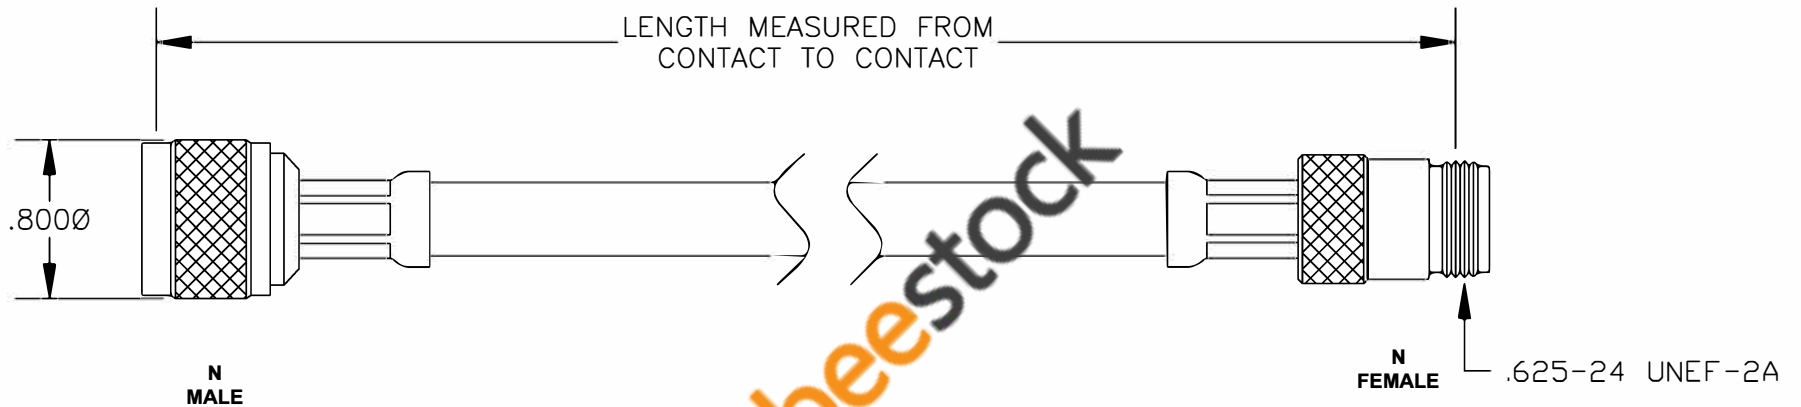 LENGTH MEASURED FROM
CONTACT TO CONTACT
.800Ø
N
MALE
N
FEMALE
.625-24 UNEF-2A
beestock